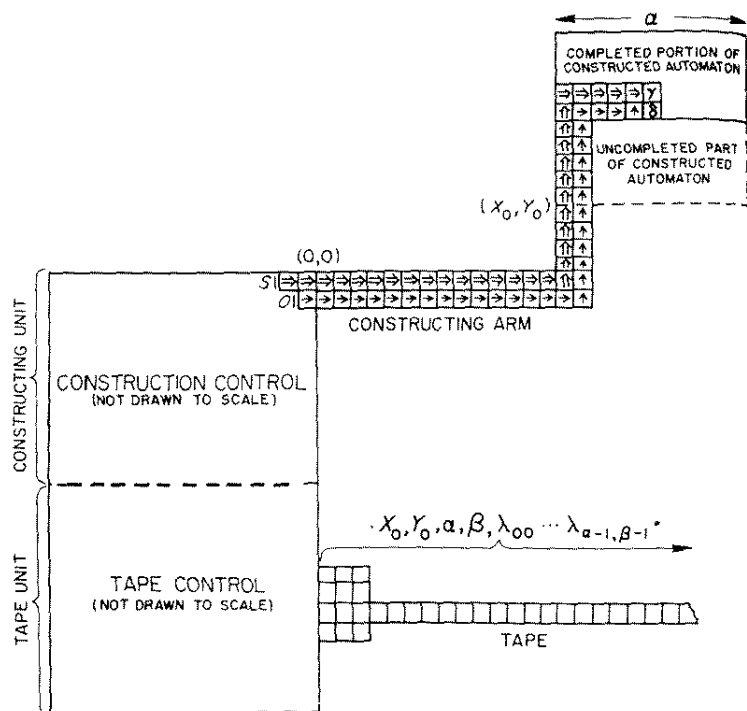 α
COMPLETED PORTION OF
CONSTRUCTED AUTOMATON
γ
δ
UNCOMPLETED PART
OF CONSTRUCTED
AUTOMATON
(X₀, Y₀)
(0,0)
SI
OI
CONSTRUCTING ARM
CONSTRUCTING UNIT
CONSTRUCTION CONTROL
(NOT DRAWN TO SCALE)
. X₀, Y₀, α, β, λ₀₀ ··· λα-1, β-1.
TAPE UNIT
TAPE CONTROL
(NOT DRAWN TO SCALE)
TAPE